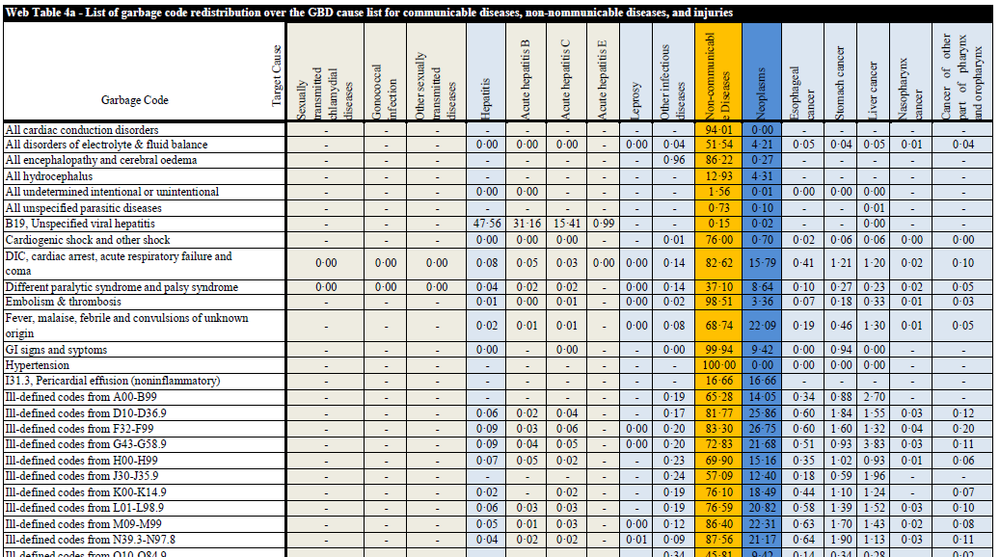 Web Table 4a - List of garbage code redistribution over the GBD cause list for communicable diseases, non-nommunicable diseases, and injuries
Garbage Code
Target Cause
Sexually
transmitted
chlamydial
diseases
Gonococcal
infection
Other sexually
transmitted
diseases
Hepatitis
Acute hepatitis B
Acute hepatitis C
Acute hepatitis E
Leprosy
Other infectious
diseases
Non-communicabl
e Diseases
Neoplasms
Esophageal
cancer
Stomach cancer
Liver cancer
Nasopharynx
cancer
Cancer of other
part of pharynx
and oropharynx
All cardiac conduction disorders - - - - - - - - - 94·01 0·00 - - - - -
All disorders of electrolyte & fluid balance - - - 0·00 0·00 0·00 - 0·00 0·04 51·54 4·21 0·05 0·04 0·05 0·01 0·04
All encephalopathy and cerebral oedema - - - - - - - - 0·96 86·22 0·27 - - - - -
All hydrocephalus - - - - - - - - - 12·93 4·31 - - - - -
All undetermined intentional or unintentional - - - 0·00 0·00 - - - - 1·56 0·01 0·00 0·00 0·00 - -
All unspecified parasitic diseases - - - - - - - - - 0·73 0·10 - - 0·01 - -
B19, Unspecified viral hepatitis - - - 47·56 31·16 15·41 0·99 - - 0·15 0·02 - - 0·00 - -
Cardiogenic shock and other shock - - - 0·00 0·00 0·00 - - 0·01 76·00 0·70 0·02 0·06 0·06 0·00 0·00
DIC, cardiac arrest, acute respiratory failure and
coma 0·00 0·00 0·00 0·08 0·05 0·03 0·00 0·00 0·14 82·62 15·79 0·41 1·21 1·20 0·02 0·10
Different paralytic syndrome and palsy syndrome 0·00 0·00 0·00 0·04 0·02 0·02 - 0·00 0·14 37·10 8·64 0·10 0·27 0·23 0·02 0·05
Embolism & thrombosis - - - 0·01 0·00 0·01 - 0·00 0·02 98·51 3·36 0·07 0·18 0·33 0·01 0·03
Fever, malaise, febrile and convulsions of unknown
origin - - - 0·02 0·01 0·01 - 0·00 0·08 68·74 22·09 0·19 0·46 1·30 0·01 0·05
GI signs and syptoms - - - 0·00 0·00 - - 0·00 99·94 9·42 0·00 0·94 0·00 - -
Hypertension - - - - - - - - - 100·00 0·00 0·00 0·00 0·00 - -
I31.3, Pericardial effusion (noninflammatory) - - - - - - - - - 16·66 16·66 - - - - -
Ill-defined codes from A00-B99 - - - - - - - - 0·19 65·28 14·05 0·34 0·88 2·70 - -
Ill-defined codes from D10-D36.9 - - - 0·06 0·02 0·04 - - 0·17 81·77 25·86 0·60 1·84 1·55 0·03 0·12
Ill-defined codes from F32-F99 - - - 0·09 0·03 0·06 - 0·00 0·20 83·30 26·75 0·60 1·60 1·32 0·04 0·20
Ill-defined codes from G43-G58.9 - - - 0·09 0·04 0·05 - 0·00 0·20 72·83 21·68 0·51 0·93 3·83 0·03 0·11
Ill-defined codes from H00-H99 - - - 0·07 0·05 0·02 - - 0·23 69·90 15·16 0·35 1·02 0·93 0·01 0·06
Ill-defined codes from J30-J35.9 - - - - - - - - 0·24 57·09 12·40 0·18 0·59 1·96 - -
Ill-defined codes from K00-K14.9 - - - 0·02 - 0·02 - - 0·19 76·10 18·49 0·44 1·10 1·24 - 0·07
Ill-defined codes from L01-L98.9 - - - 0·06 0·03 0·03 - - 0·19 76·59 20·82 0·58 1·39 1·52 0·03 0·10
Ill-defined codes from M09-M99 - - - 0·05 0·01 0·03 - 0·00 0·12 86·40 22·31 0·63 1·70 1·43 0·02 0·08
Ill-defined codes from N39.3-N97.8 - - - 0·04 0·02 0·02 - 0·01 0·09 87·56 21·17 0·64 1·90 1·13 0·03 0·11
Ill-defined codes from Q10-Q84.9 0·34 45·81 9·42 0·14 0·34 0·28 0·02